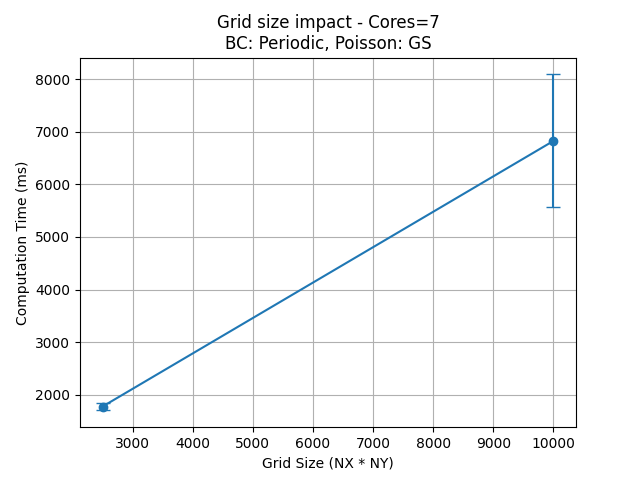 Grid size impact - Cores=7
BC: Periodic, Poisson: GS
Computation Time (ms)
8000
7000
6000
5000
4000
3000
2000
3000 4000 5000 6000 7000 8000 9000 10000
Grid Size (NX * NY)